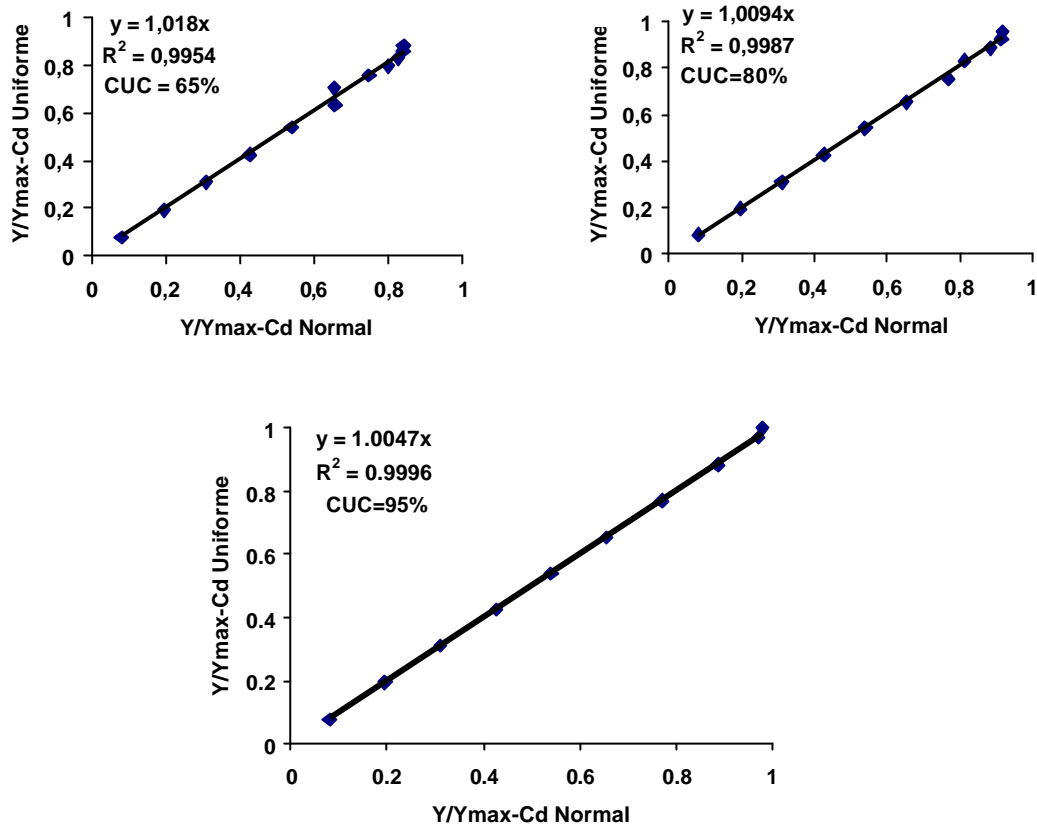 y = 1,018x
R² = 0,9954
CUC = 65%
Y/Ymax-Cd Uniforme
1
0,8
0,6
0,4
0,2
0
0 0,2 0,4 0,6 0,8 1
Y/Ymax-Cd Normal
y = 1,0094x
R² = 0,9987
CUC=80%
Y/Ymax-Cd Uniforme
1
0,8
0,6
0,4
0,2
0
0 0,2 0,4 0,6 0,8 1
Y/Ymax-Cd Normal
y = 1.0047x
R² = 0.9996
CUC=95%
Y/Ymax-Cd Uniforme
1
0.8
0.6
0.4
0.2
0
0 0.2 0.4 0.6 0.8 1
Y/Ymax-Cd Normal